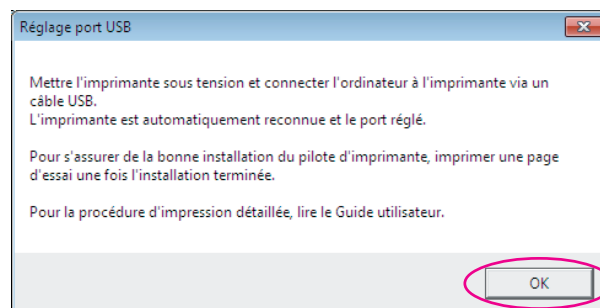 Réglage port USB
Mettre l'imprimante sous tension et connecter l'ordinateur à l'imprimante via un
câble USB.
L'imprimante est automatiquement reconnue et le port réglé.
Pour s'assurer de la bonne installation du pilote d'imprimante, imprimer une page
d'essai une fois l'installation terminée.
Pour la procédure d'impression détaillée, lire le Guide utilisateur.
OK